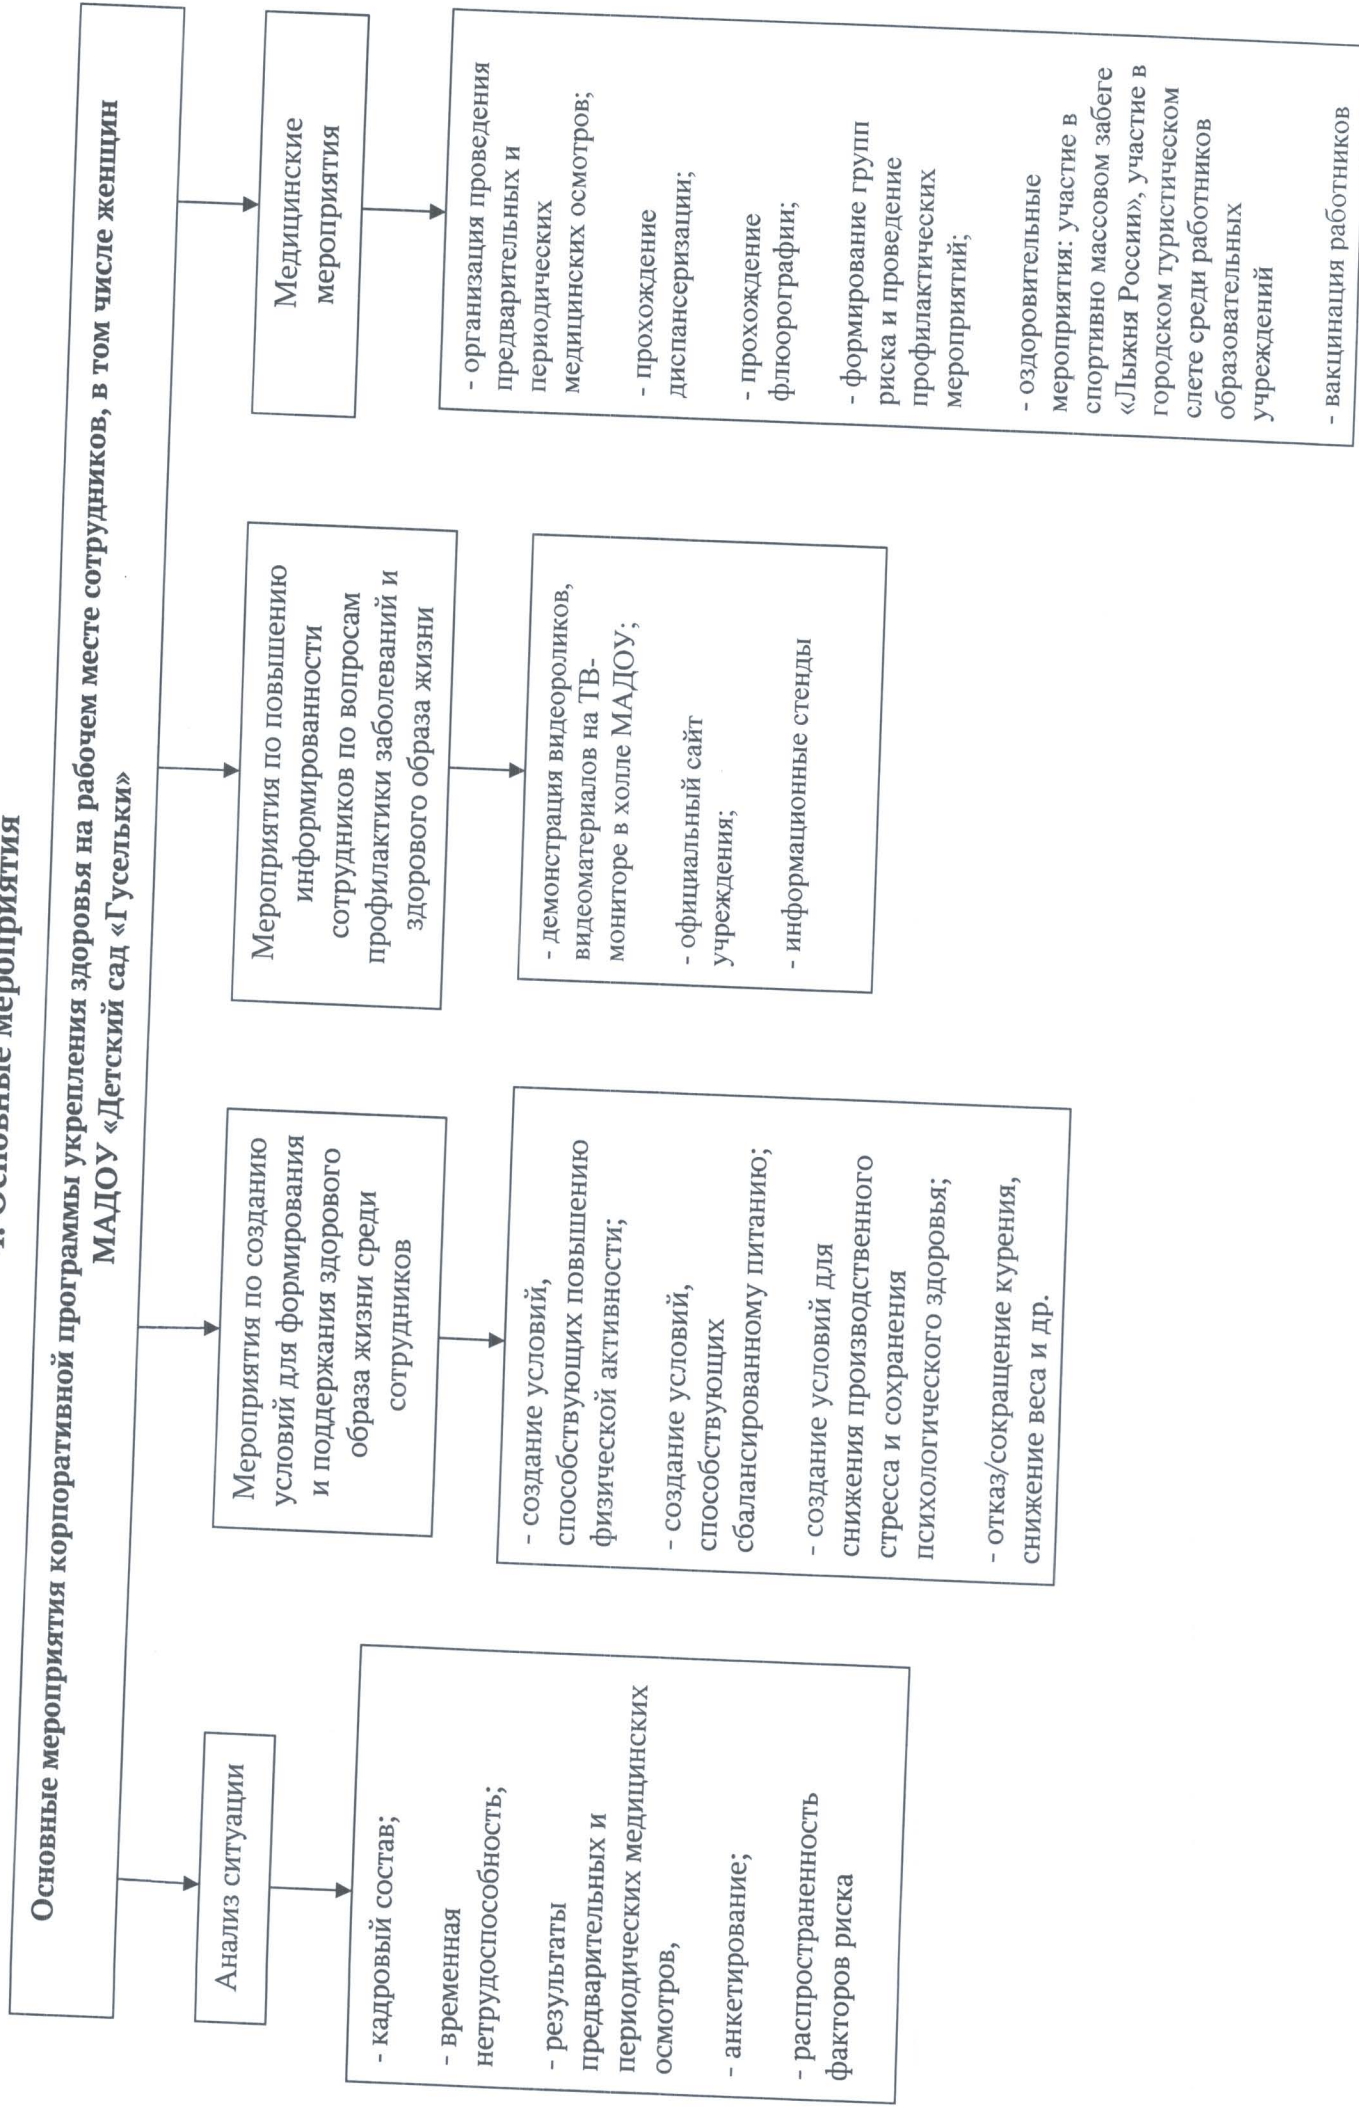 Основные мероприятия
Основные мероприятия корпоративной программы укрепления здоровья на рабочем месте сотрудников, в том числе женщин
МАДОУ «Детский сад «Гусельки»
Анализ ситуации
- кадровый состав;
- временная
нетрудоспособность;
- результаты
предварительных и
периодических медицинских
осмотров,
- анкетирование;
- распространенность
факторов риска
Мероприятия по созданию
условий для формирования
и поддержания здорового
образа жизни среди
сотрудников
- создание условий,
способствующих повышению
физической активности;
- создание условий,
способствующих
сбалансированному питанию;
- создание условий для
снижения производственного
стресса и сохранения
психологического здоровья;
- отказ/сокращение курения,
снижение веса и др.
Мероприятия по повышению
информированности
сотрудников по вопросам
профилактики заболеваний и
здорового образа жизни
- демонстрация видеороликов,
видеоматериалов на ТВ-
мониторе в холле МАДОУ;
- официальный сайт
учреждения;
- информационные стенды
Медицинские
мероприятия
- организация проведения
предварительных и
периодических
медицинских осмотров;
- прохождение
диспансеризации;
- прохождение
флюорографии;
- формирование групп
риска и проведение
профилактических
мероприятий;
- оздоровительные
мероприятия: участие в
спортивно массовом забеге
«Лыжня России», участие в
городском туристическом
слете среди работников
образовательных
учреждений
- вакцинация работников